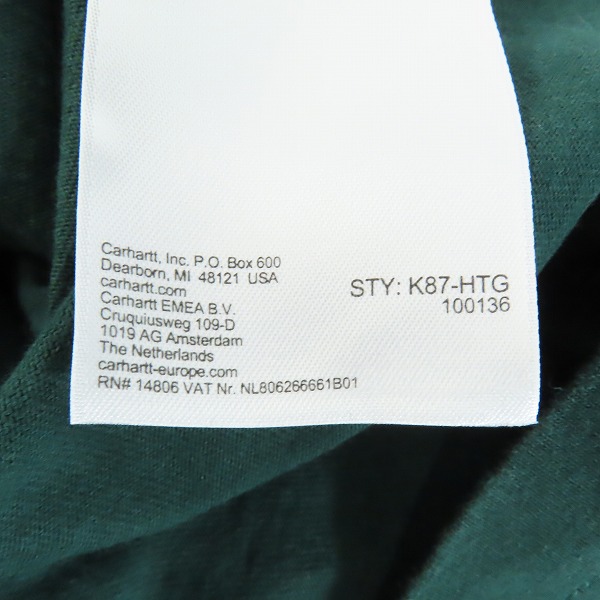 Carhartt, Inc. P.O. Box 600
Dearborn, MI 48121 USA
carhartt.com
Carhartt EMEA B.V.
Cruquiusweg 109-D
1019 AG Amsterdam
The Netherlands
carhartt-europe.com
RN# 14806 VAT Nr. NL806266661B01
STY: K87-HTG
100136